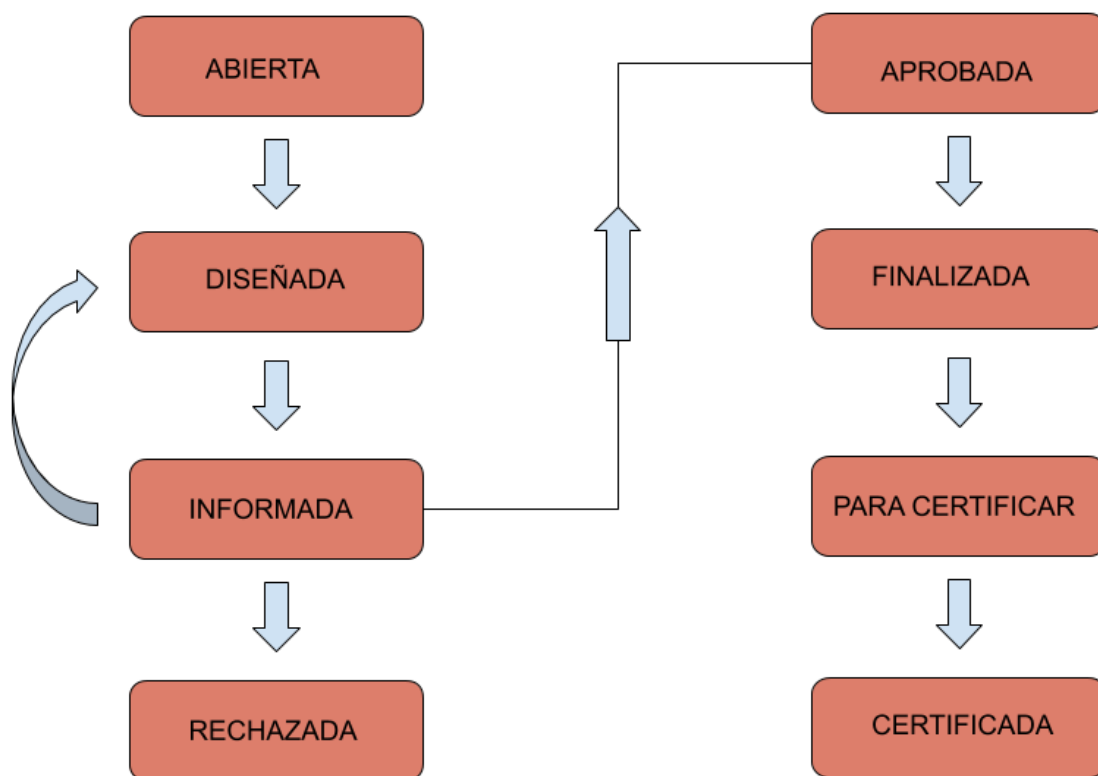 ABIERTA
DISEÑADA
INFORMADA
RECHAZADA
APROBADA
FINALIZADA
PARA CERTIFICAR
CERTIFICADA